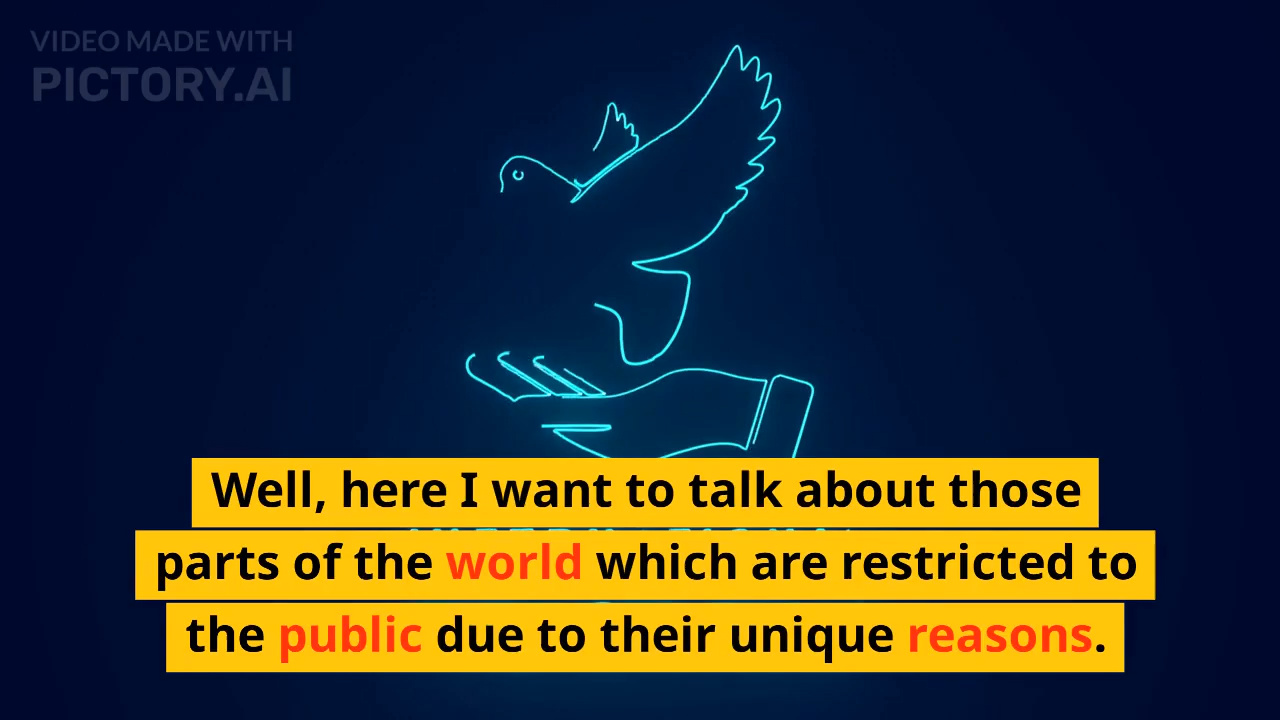 VIDEO MADE WITH
PICTORY.AI
Well, here I want to talk about those
parts of the world which are restricted to
the public due to their unique reasons.